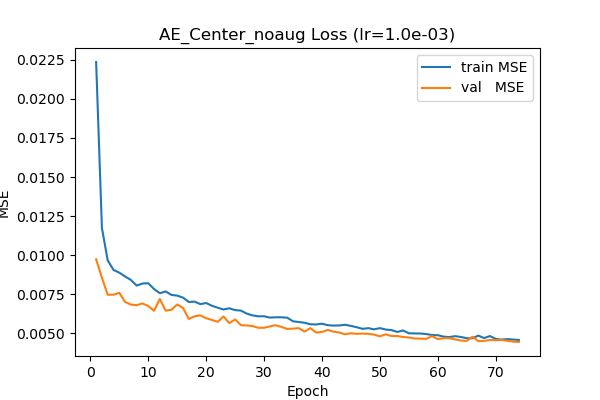 AE_Center_noaug Loss (lr=1.0e-03)
train MSE
val MSE
0.0225
0.0200
0.0175
0.0150
0.0125
0.0100
0.0075
0.0050
MSE
0 10 20 30 40 50 60 70
Epoch